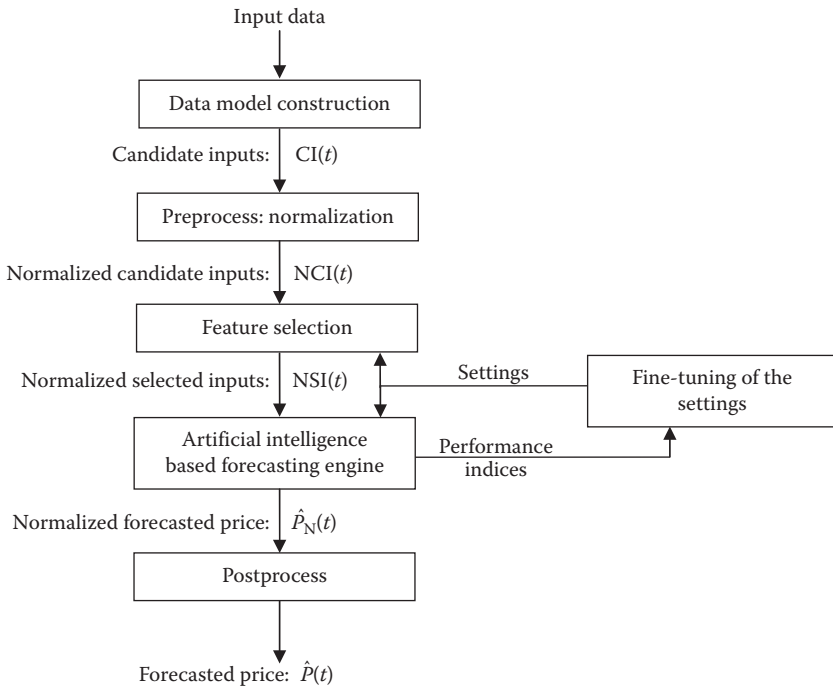 Input data
Data model construction
Candidate inputs: CI(t)
Preprocess: normalization
Normalized candidate inputs: NCI(t)
Feature selection
Normalized selected inputs: NSI(t)
Settings
Fine-tuning of the
settings
Artificial intelligence
based forecasting engine
Performance
indices
Normalized forecasted price: P̂_N(t)
Postprocess
Forecasted price: P̂(t)